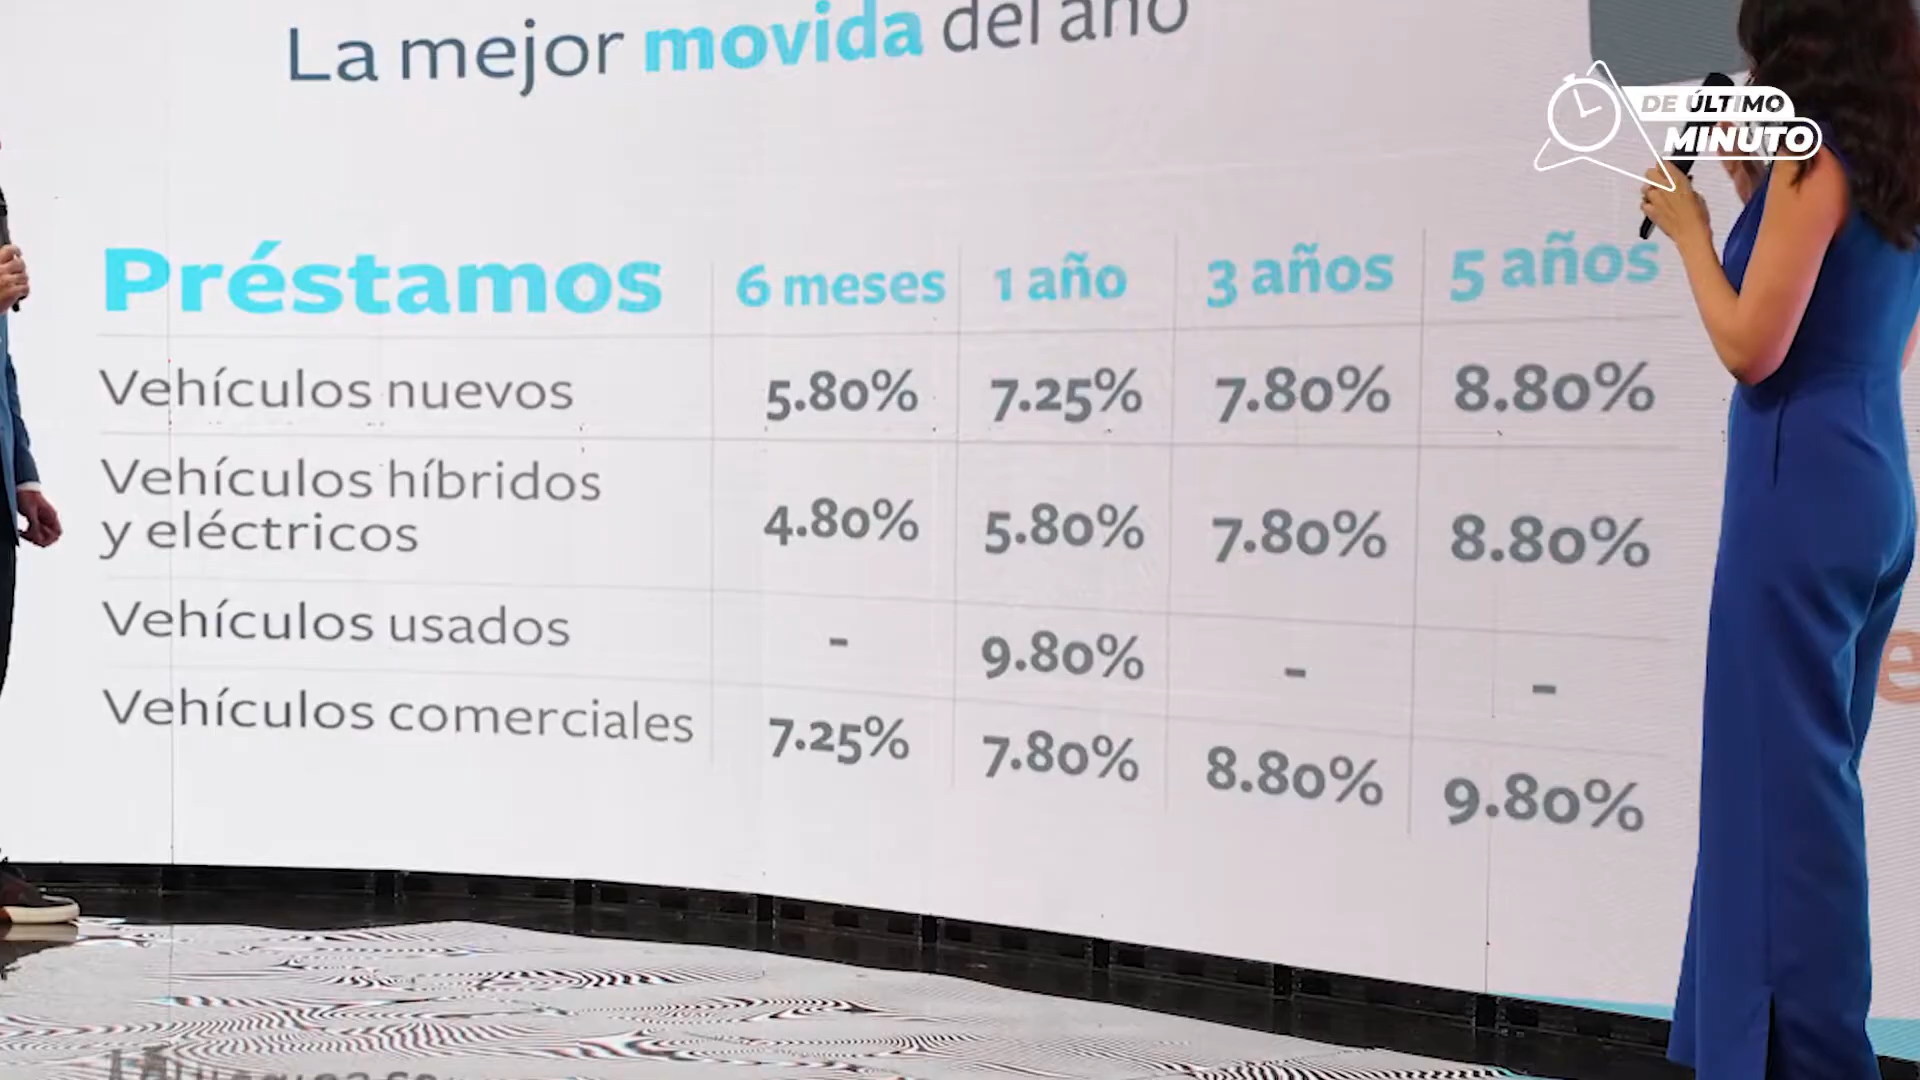 La mejor movida del año
DE ÚLTIMO
MINUTO
Préstamos 6 meses 1 año 3 años 5 años
Vehículos nuevos 5.80% 7.25% 7.80% 8.80%
Vehículos híbridos
y eléctricos 4.80% 5.80% 7.80% 8.80%
Vehículos usados - 9.80% - -
Vehículos comerciales 7.25% 7.80% 8.80% 9.80%